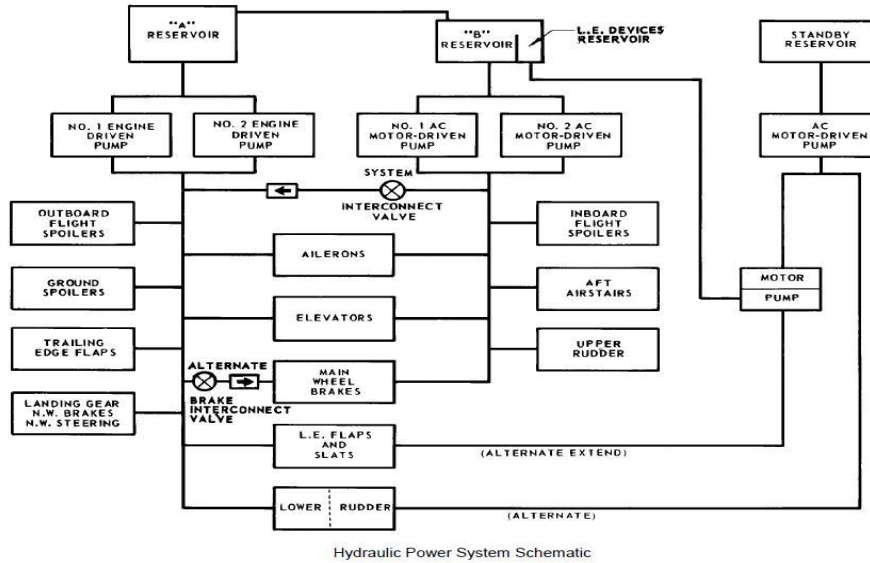 "A"
RESERVOIR
"B"
RESERVOIR
L.E. DEVICES
RESERVOIR
STANDBY
RESERVOIR
NO. 1 ENGINE
DRIVEN
PUMP
NO. 2 ENGINE
DRIVEN
PUMP
NO. 1 AC
MOTOR-DRIVEN
PUMP
NO. 2 AC
MOTOR-DRIVEN
PUMP
AC
MOTOR-DRIVEN
PUMP
SYSTEM
INTERCONNECT
VALVE
OUTBOARD
FLIGHT
SPOILERS
AILERONS
INBOARD
FLIGHT
SPOILERS
GROUND
SPOILERS
ELEVATORS
AFT
AIRSTAIRS
MOTOR
PUMP
TRAILING
EDGE FLAPS
ALTERNATE
BRAKE
INTERCONNECT
VALVE
MAIN
WHEEL
BRAKES
UPPER
RUDDER
LANDING GEAR
N.W. BRAKES
N.W. STEERING
L.E. FLAPS
AND
SLATS
(ALTERNATE EXTEND)
LOWER RUDDER
(ALTERNATE)
Hydraulic Power System Schematic